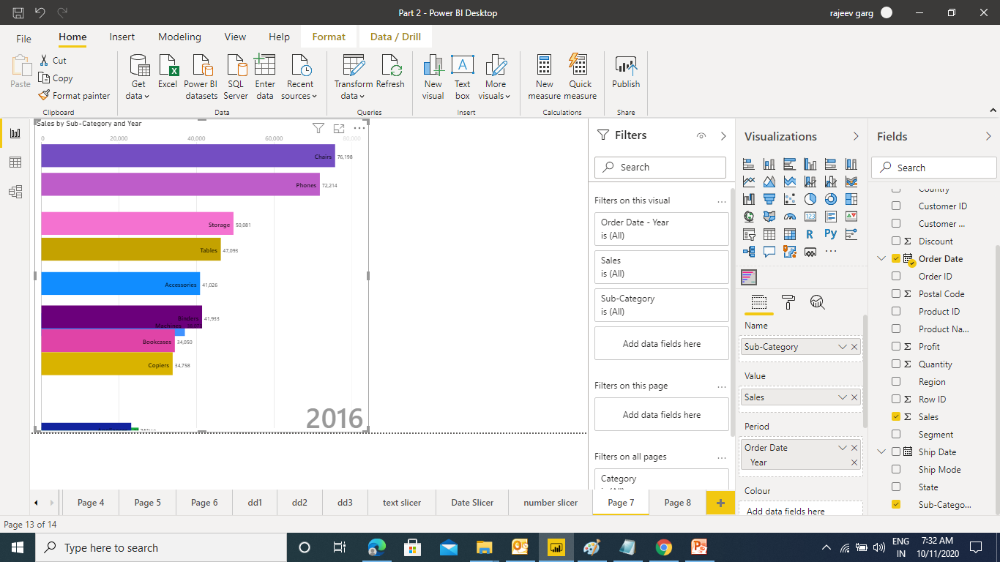 Part 2 - Power BI Desktop
rajeev garg
File
Home
Insert
Modeling
View
Help
Format
Data / Drill
Paste
Cut
Copy
Format painter
Clipboard
Get data
Excel
Power BI datasets
SQL Server
Enter data
Recent sources
Data
Transform data
Refresh
Queries
New visual
Text box
More visuals
Insert
New measure
Quick measure
Calculations
Publish
Share
Sales by Sub-Category and Year
0 20,000 40,000 60,000 80,000
Chairs 76,198
Phones 72,214
Storage 50,081
Tables 47,093
Accessories 41,026
Binders 41,933
Machines
Bookcases 34,050
Copiers 34,758
2016
Filters
Search
Filters on this visual
Order Date - Year
is (All)
Sales
is (All)
Sub-Category
is (All)
Add data fields here
Filters on this page
Add data fields here
Filters on all pages
Category
Visualizations
R
Py
123
Name
Sub-Category
Value
Sales
Period
Order Date
Year
Colour
Add data fields here
Fields
Search
Country
Customer ID
Customer ...
Σ Discount
Order Date
Order ID
Σ Postal Code
Product ID
Product Na...
Σ Profit
Σ Quantity
Region
Σ Row ID
Σ Sales
Segment
Ship Date
Ship Mode
State
Sub-Catego...
Page 4
Page 5
Page 6
dd1
dd2
dd3
text slicer
Date Slicer
number slicer
Page 7
Page 8
Page 13 of 14
Type here to search
ENG
IN
7:32 AM
10/11/2020